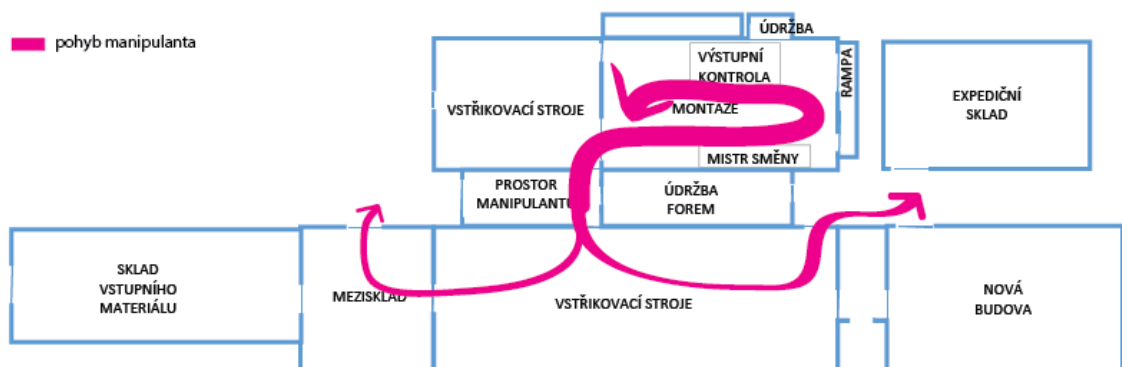 pohyb manipulanta
ÚDRŽBA
VÝSTUPNÍ
KONTROLA
RAMPA
VSTŘIKOVACÍ STROJE
MONTÁŽE
EXPEDIČNÍ
SKLAD
MISTR SMĚNY
PROSTOR
MANIPULANTŮ
ÚDRŽBA
FOREM
SKLAD
VSTUPNÍHO
MATERIÁLU
MEZISKLAD
VSTŘIKOVACÍ STROJE
NOVÁ
BUDOVA